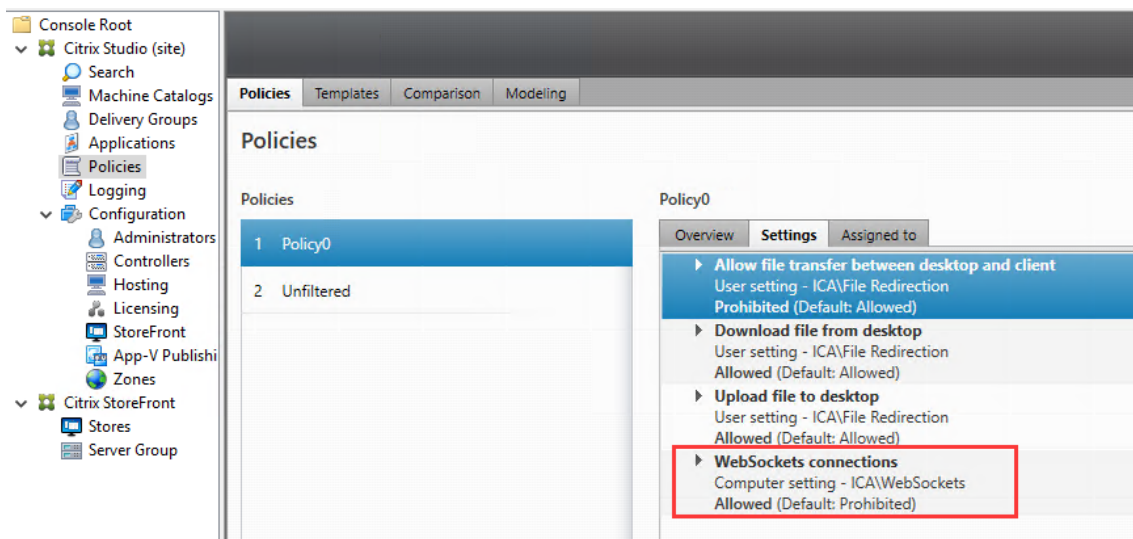 Console Root
Citrix Studio (site)
Search
Machine Catalogs
Delivery Groups
Applications
Policies
Logging
Configuration
Administrators
Controllers
Hosting
Licensing
StoreFront
App-V Publishi
Zones
Citrix StoreFront
Stores
Server Group
Policies Templates Comparison Modeling
Policies
Policies
1 Policy0
2 Unfiltered
Policy0
Overview Settings Assigned to
Allow file transfer between desktop and client
User setting - ICA\File Redirection
Prohibited (Default: Allowed)
Download file from desktop
User setting - ICA\File Redirection
Allowed (Default: Allowed)
Upload file to desktop
User setting - ICA\File Redirection
Allowed (Default: Allowed)
WebSockets connections
Computer setting - ICA\WebSockets
Allowed (Default: Prohibited)